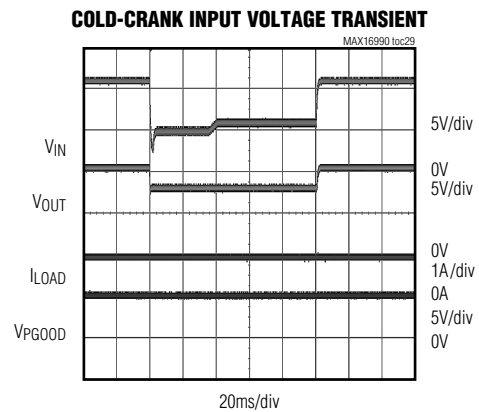 COLD-CRANK INPUT VOLTAGE TRANSIENT
MAX16990 toc29
VIN
5V/div
0V
VOUT
5V/div
0V
ILOAD
1A/div
0A
VPGOOD
5V/div
0V
20ms/div